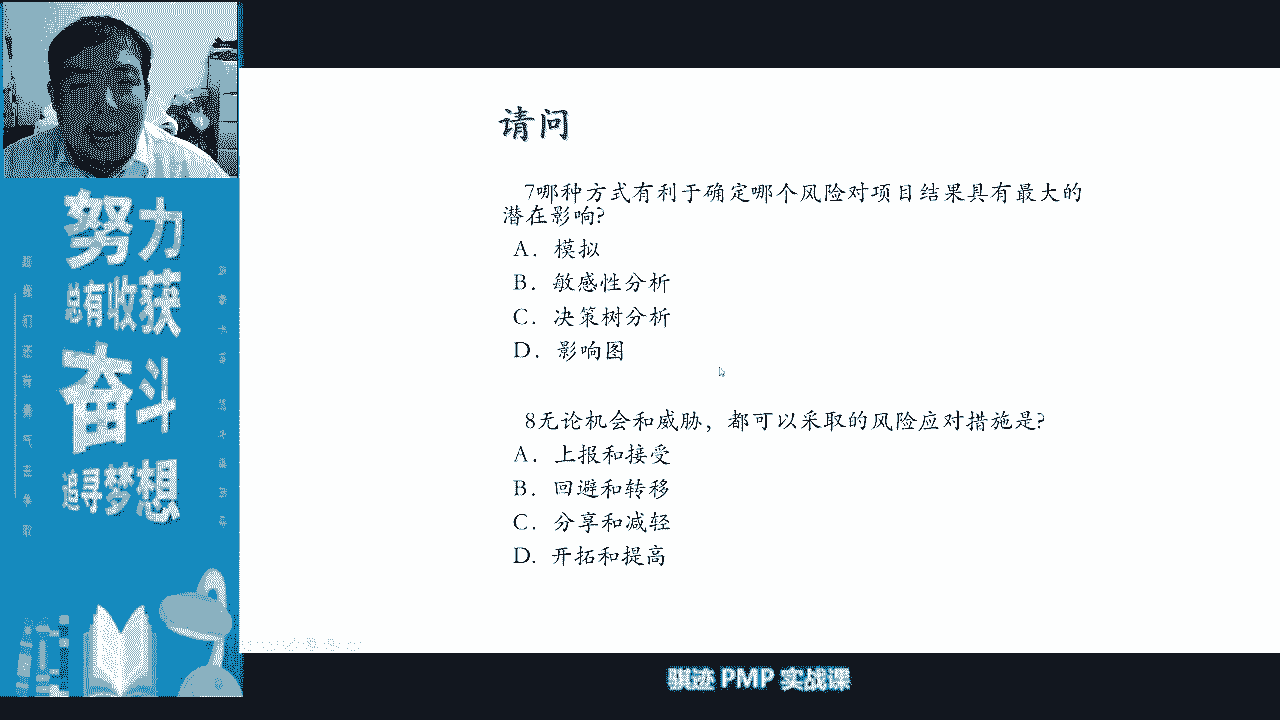 请问
7哪种方式有利于确定哪个风险对项目结果具有最大的
潜在影响?
A. 模拟
B. 敏感性分析
C. 决策树分析
D. 影响图
8无论机会和威胁，都可以采取的风险应对措施是?
A. 上报和接受
B. 回避和转移
C. 分享和减轻
D. 开拓和提高
努力
总有收获
奋斗
追寻梦想
骐迹 PMP 实战课